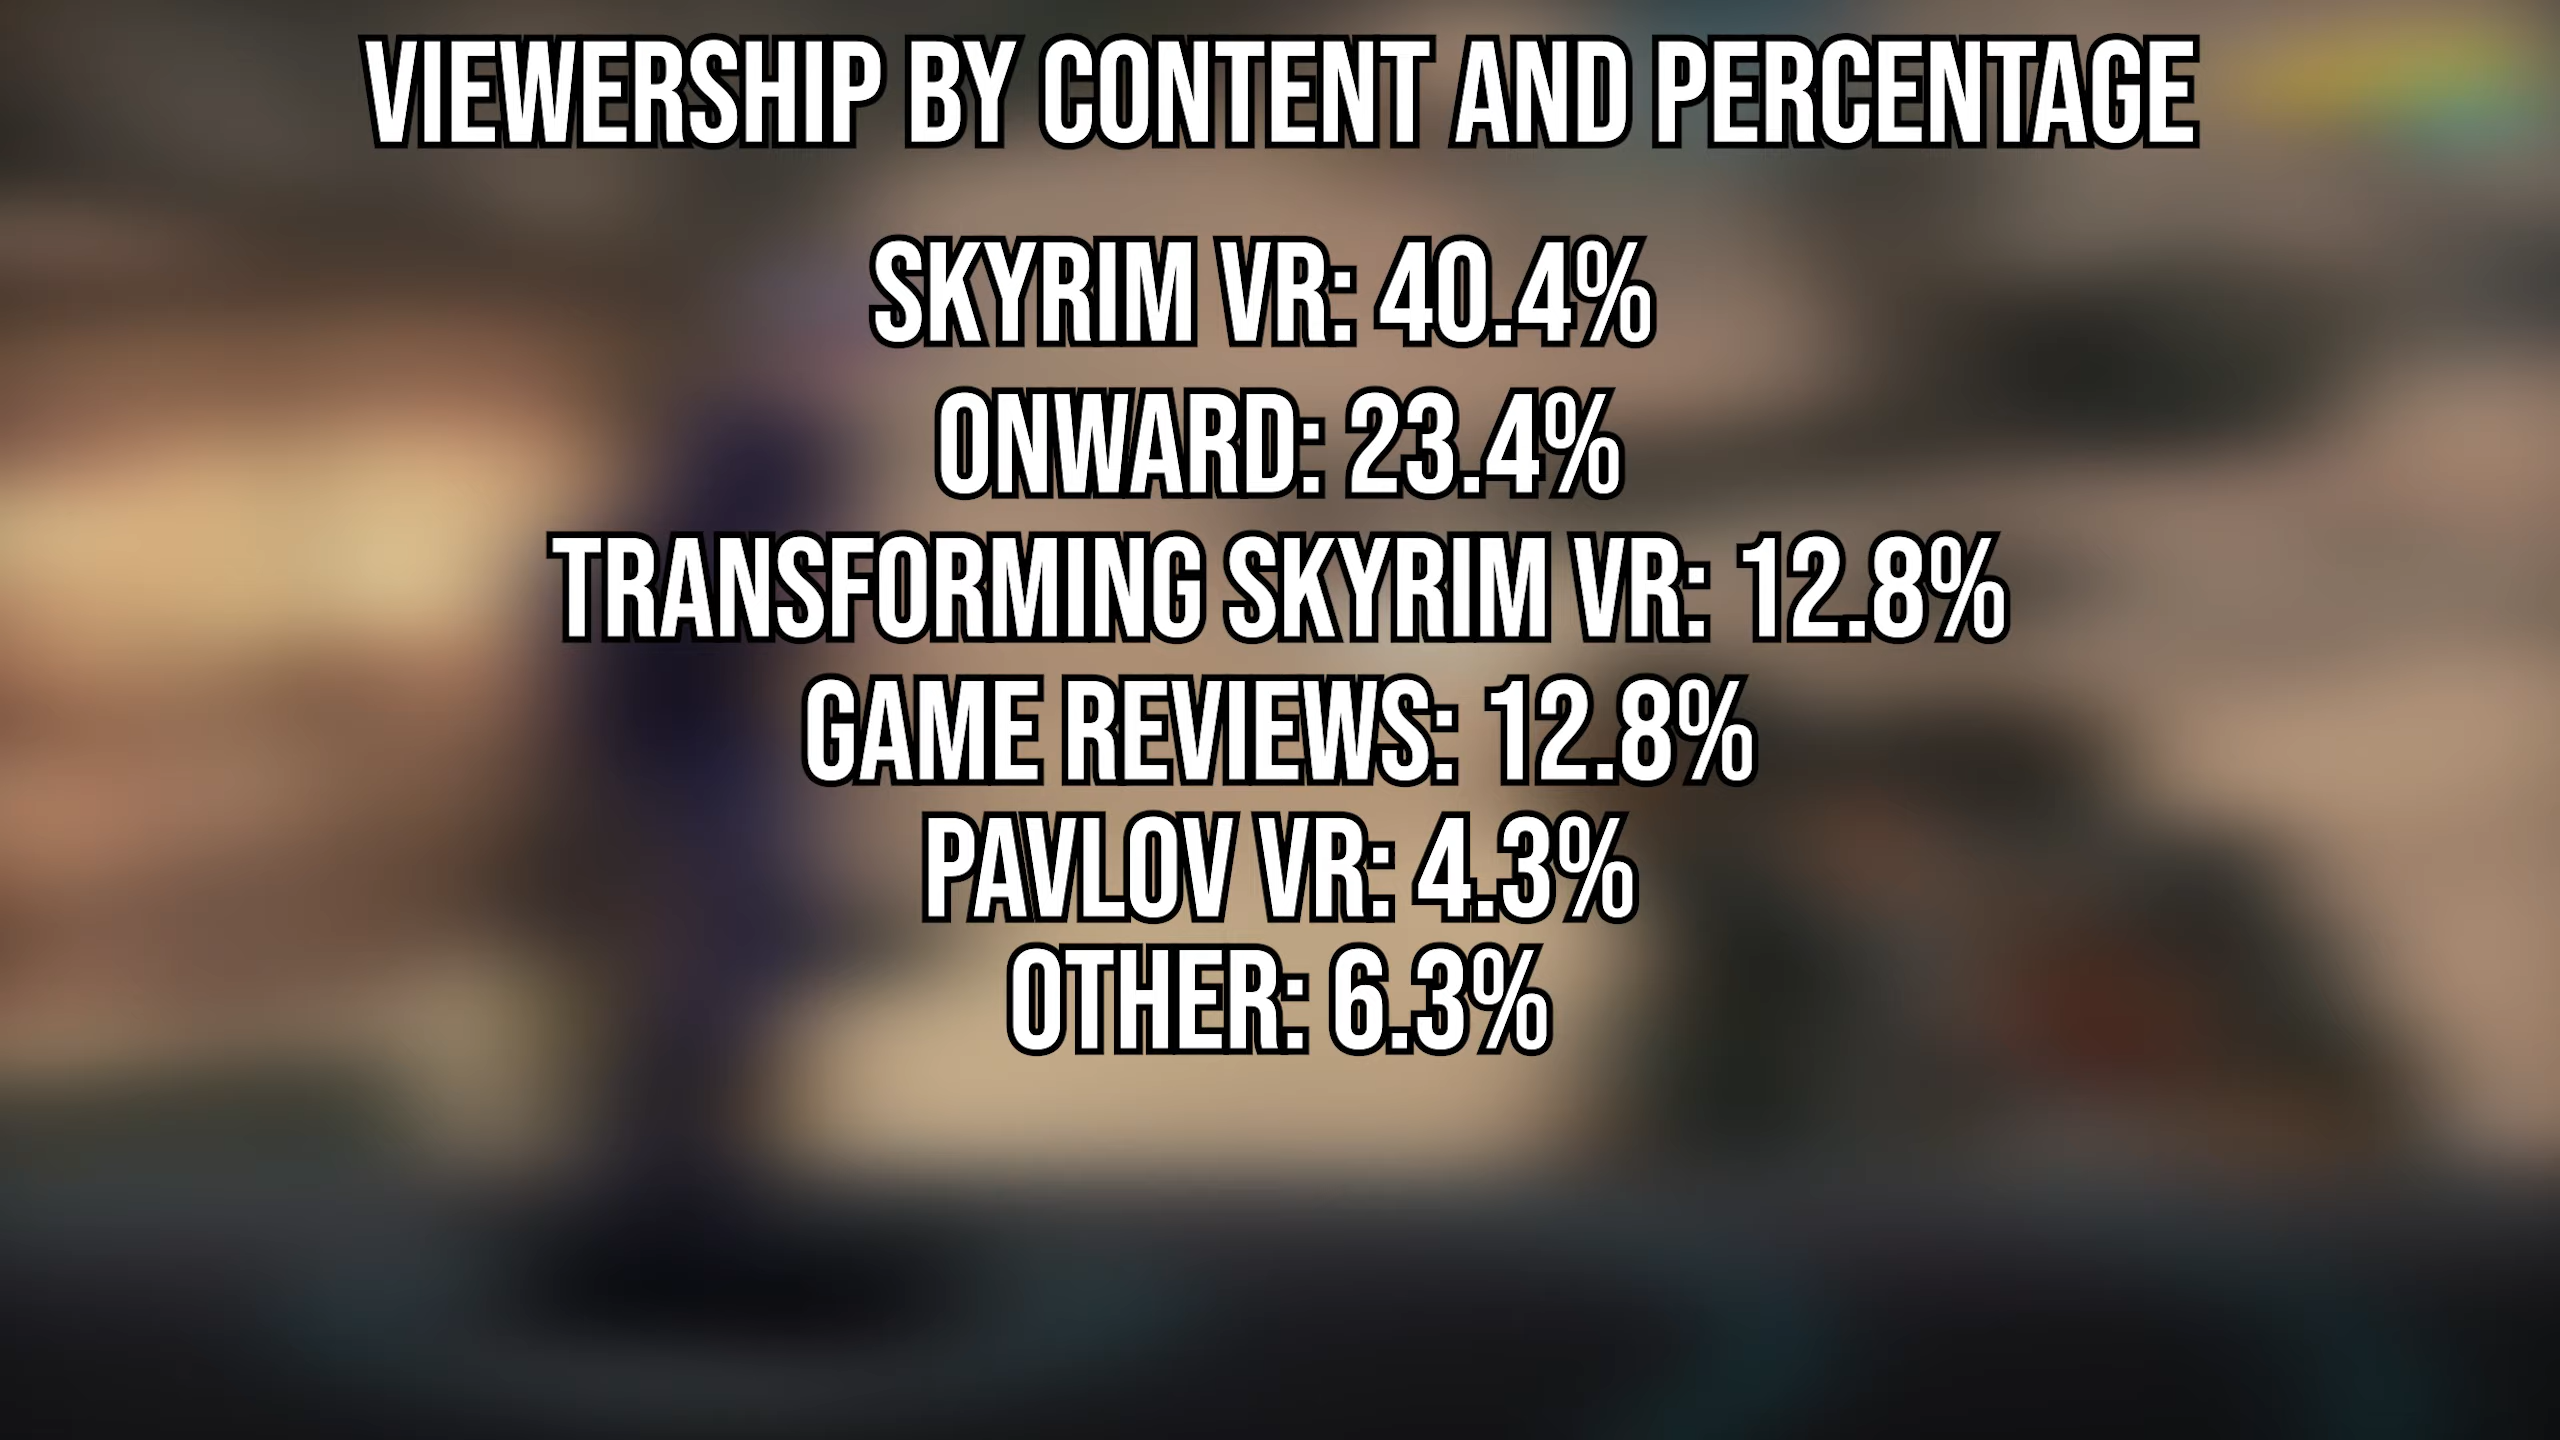 VIEWERSHIP BY CONTENT AND PERCENTAGE
SKYRIM VR: 40.4%
ONWARD: 23.4%
TRANSFORMING SKYRIM VR: 12.8%
GAME REVIEWS: 12.8%
PAVLOV VR: 4.3%
OTHER: 6.3%